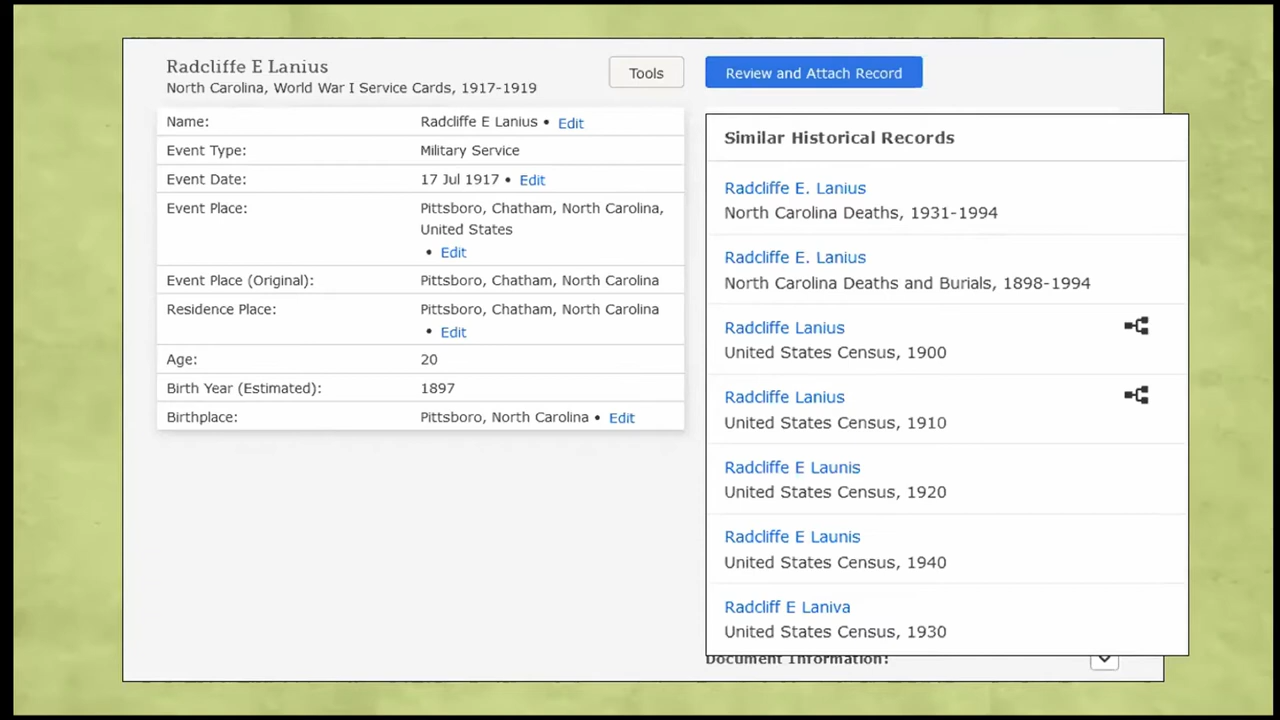 Radcliffe E Lanius
North Carolina, World War I Service Cards, 1917-1919
Tools
Review and Attach Record
Name: Radcliffe E Lanius • Edit
Event Type: Military Service
Event Date: 17 Jul 1917 • Edit
Event Place: Pittsboro, Chatham, North Carolina,
United States
• Edit
Event Place (Original): Pittsboro, Chatham, North Carolina
Residence Place: Pittsboro, Chatham, North Carolina
• Edit
Age: 20
Birth Year (Estimated): 1897
Birthplace: Pittsboro, North Carolina • Edit
Similar Historical Records
Radcliffe E. Lanius
North Carolina Deaths, 1931-1994
Radcliffe E. Lanius
North Carolina Deaths and Burials, 1898-1994
Radcliffe Lanius
United States Census, 1900
Radcliffe Lanius
United States Census, 1910
Radcliffe E Launis
United States Census, 1920
Radcliffe E Launis
United States Census, 1940
Radcliff E Laniva
United States Census, 1930
Document Information: